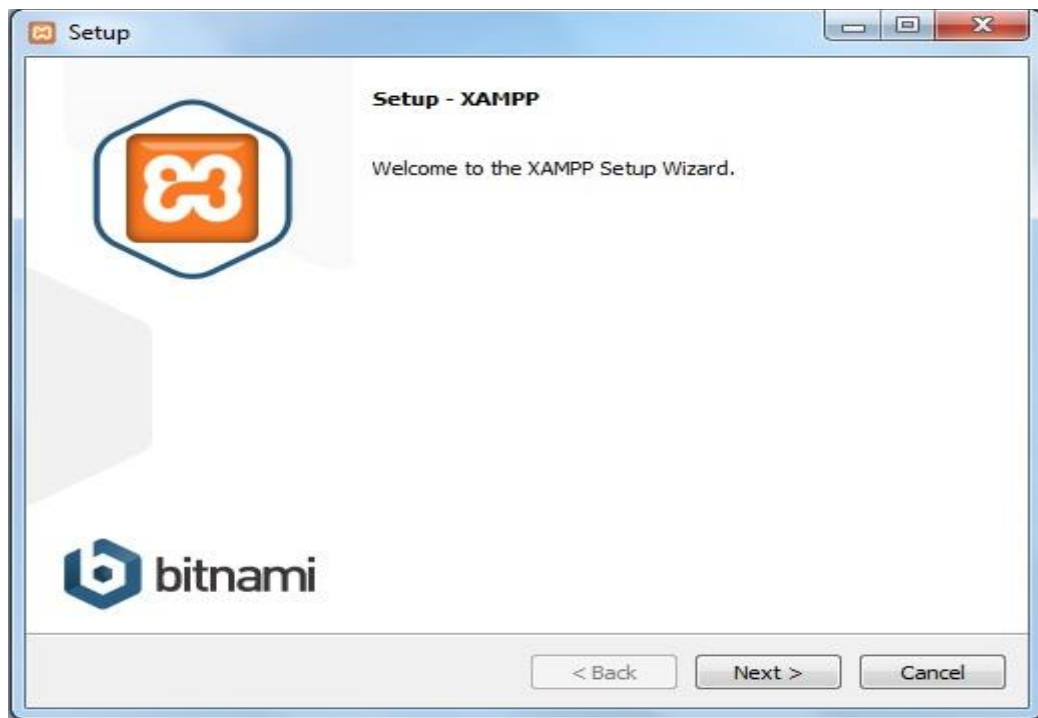 Setup
Setup - XAMPP
Welcome to the XAMPP Setup Wizard.
bitnami
< Back
Next >
Cancel